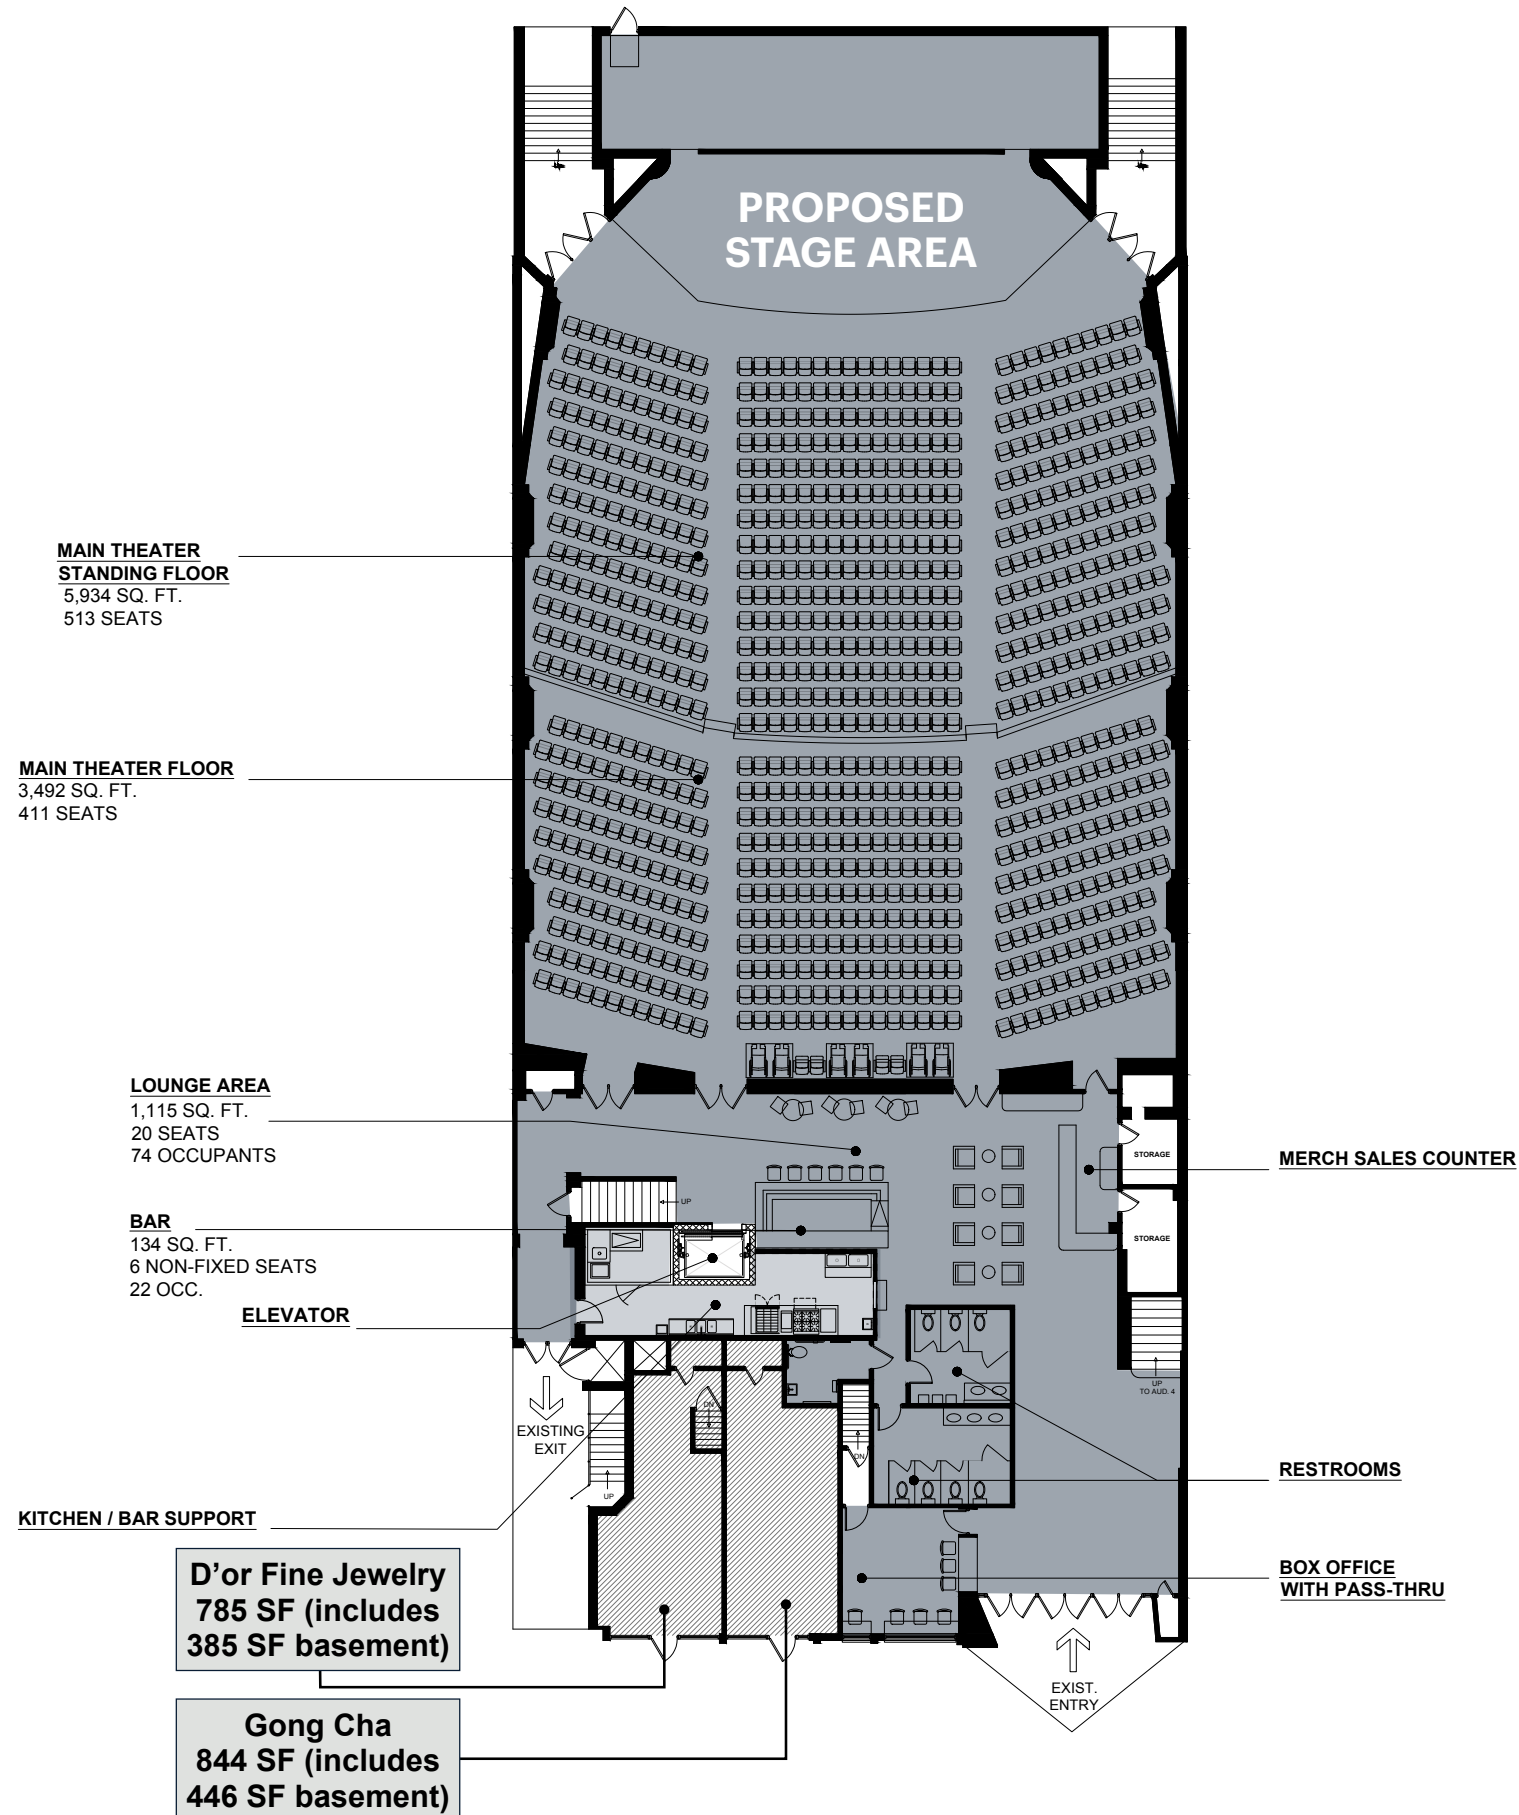 PROPOSED
STAGE AREA
MAIN THEATER
STANDING FLOOR
5,934 SQ. FT.
513 SEATS
MAIN THEATER FLOOR
3,492 SQ. FT.
411 SEATS
LOUNGE AREA
1,115 SQ. FT.
20 SEATS
74 OCCUPANTS
STORAGE
MERCH SALES COUNTER
UP
BAR
134 SQ. FT.
6 NON-FIXED SEATS
22 OCC.
STORAGE
ELEVATOR
UP
TO AUD. 4
DN
EXISTING
EXIT
DN
RESTROOMS
UP
KITCHEN / BAR SUPPORT
D’or Fine Jewelry
785 SF (includes
385 SF basement)
BOX OFFICE
WITH PASS-THRU
EXIST.
ENTRY
Gong Cha
844 SF (includes
446 SF basement)